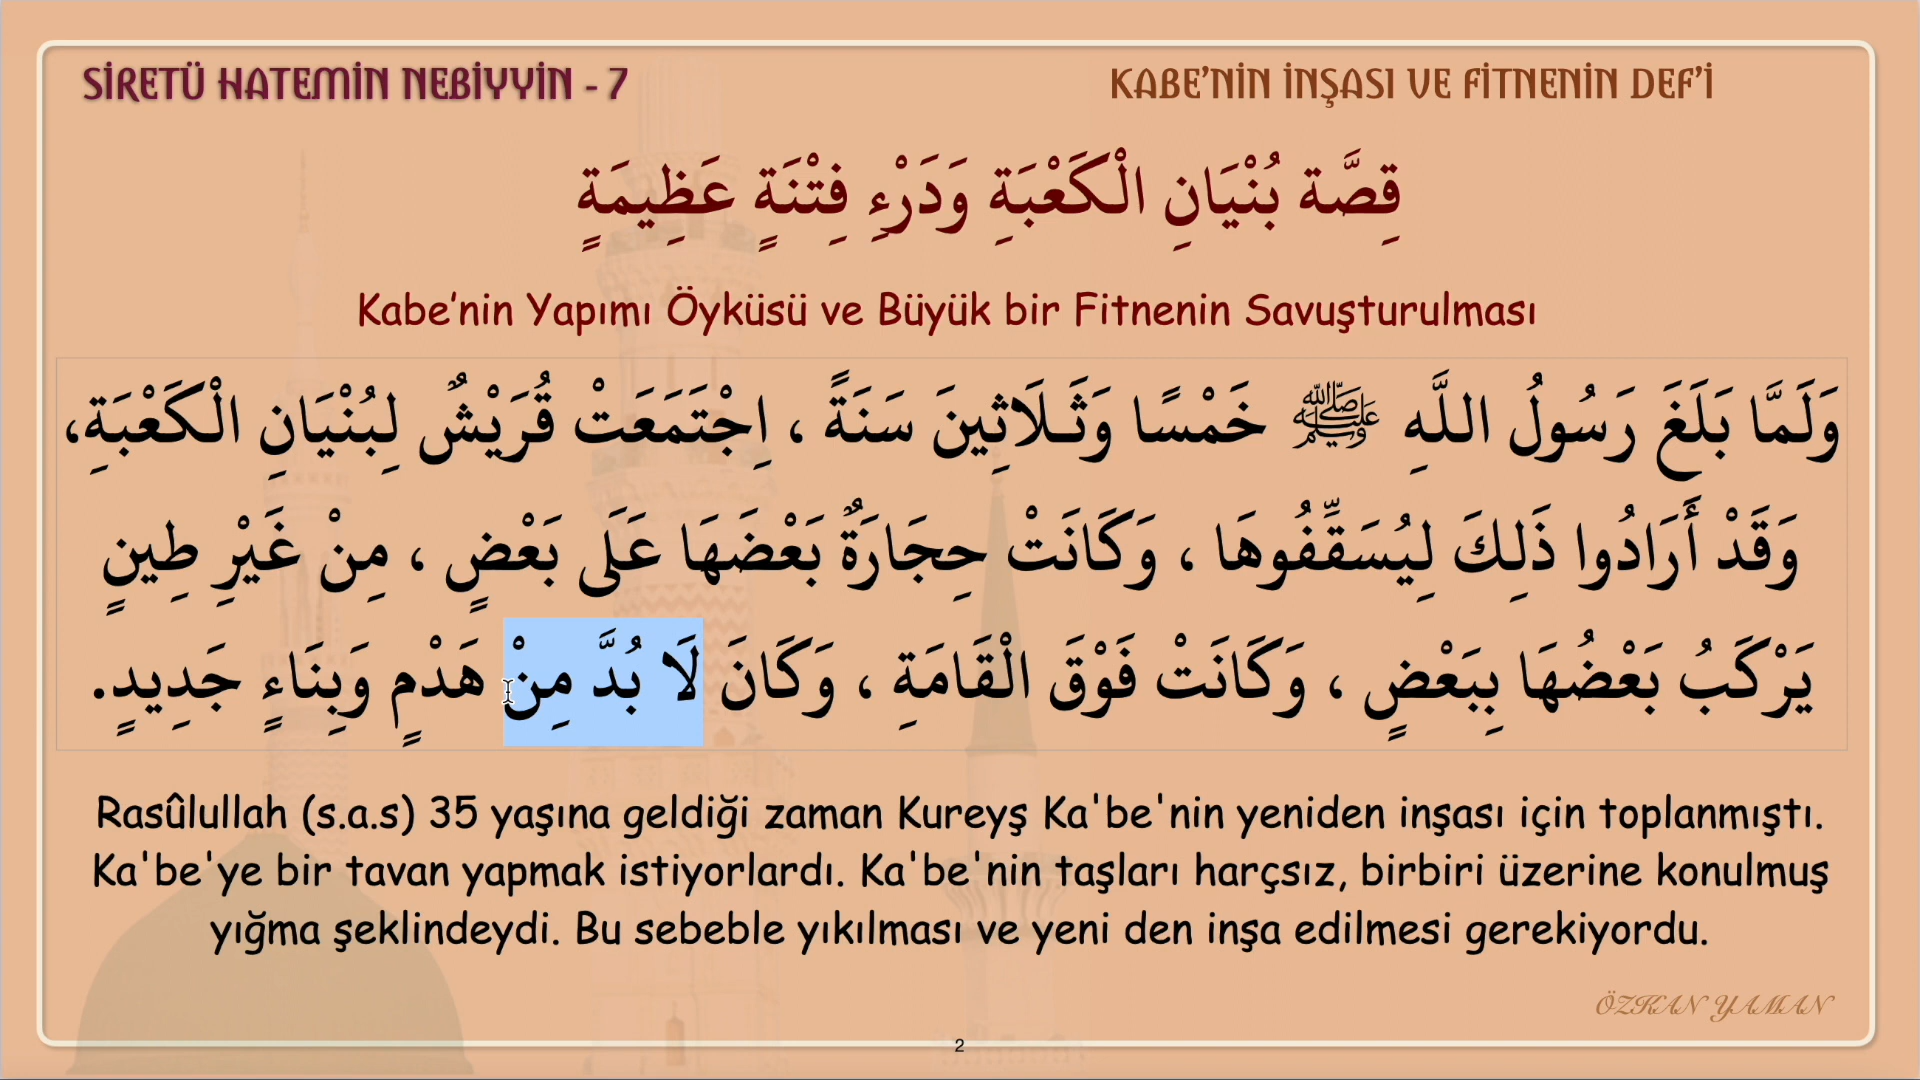 SİRETÜ HATEMİN NEBİYYİN - 7
KABE’NİN İNŞASI VE FİTNENİN DEF’İ
قِصَّة بُنْيَانِ الْكَعْبَةِ وَدَرْءِ فِتْنَةٍ عَظِيمَةٍ
Kabe’nin Yapımı Öyküsü ve Büyük bir Fitnenin Savuşturulması
وَلَمَّا بَلَغَ رَسُولُ اللَّهِ ﷺ خَمْسًا وَثَلَاثِينَ سَنَةً ، اِجْتَمَعَتْ قُرَيْشٌ لِبُنْيَانِ الْكَعْبَةِ،
وَقَدْ أَرَادُوا ذَلِكَ لِيُسَقِّفُوهَا ، وَكَانَتْ حِجَارَةٌ بَعْضَهَا عَلَى بَعْضٍ ، مِنْ غَيْرِ طِينٍ
يَرْكَبُ بَعْضُهَا بِبَعْضٍ ، وَكَانَتْ فَوْقَ الْقَامَةِ ، وَكَانَ لَا بُدَّ مِنْ هَدْمٍ وَبِنَاءٍ جَدِيدٍ.
Rasûlullah (s.a.s) 35 yaşına geldiği zaman Kureyş Ka'be'nin yeniden inşası için toplanmıştı.
Ka'be'ye bir tavan yapmak istiyorlardı. Ka'be'nin taşları harçsız, birbiri üzerine konulmuş
yığma şeklindeydi. Bu sebeble yıkılması ve yeni den inşa edilmesi gerekiyordu.
ÖZKAN YAMAN
2